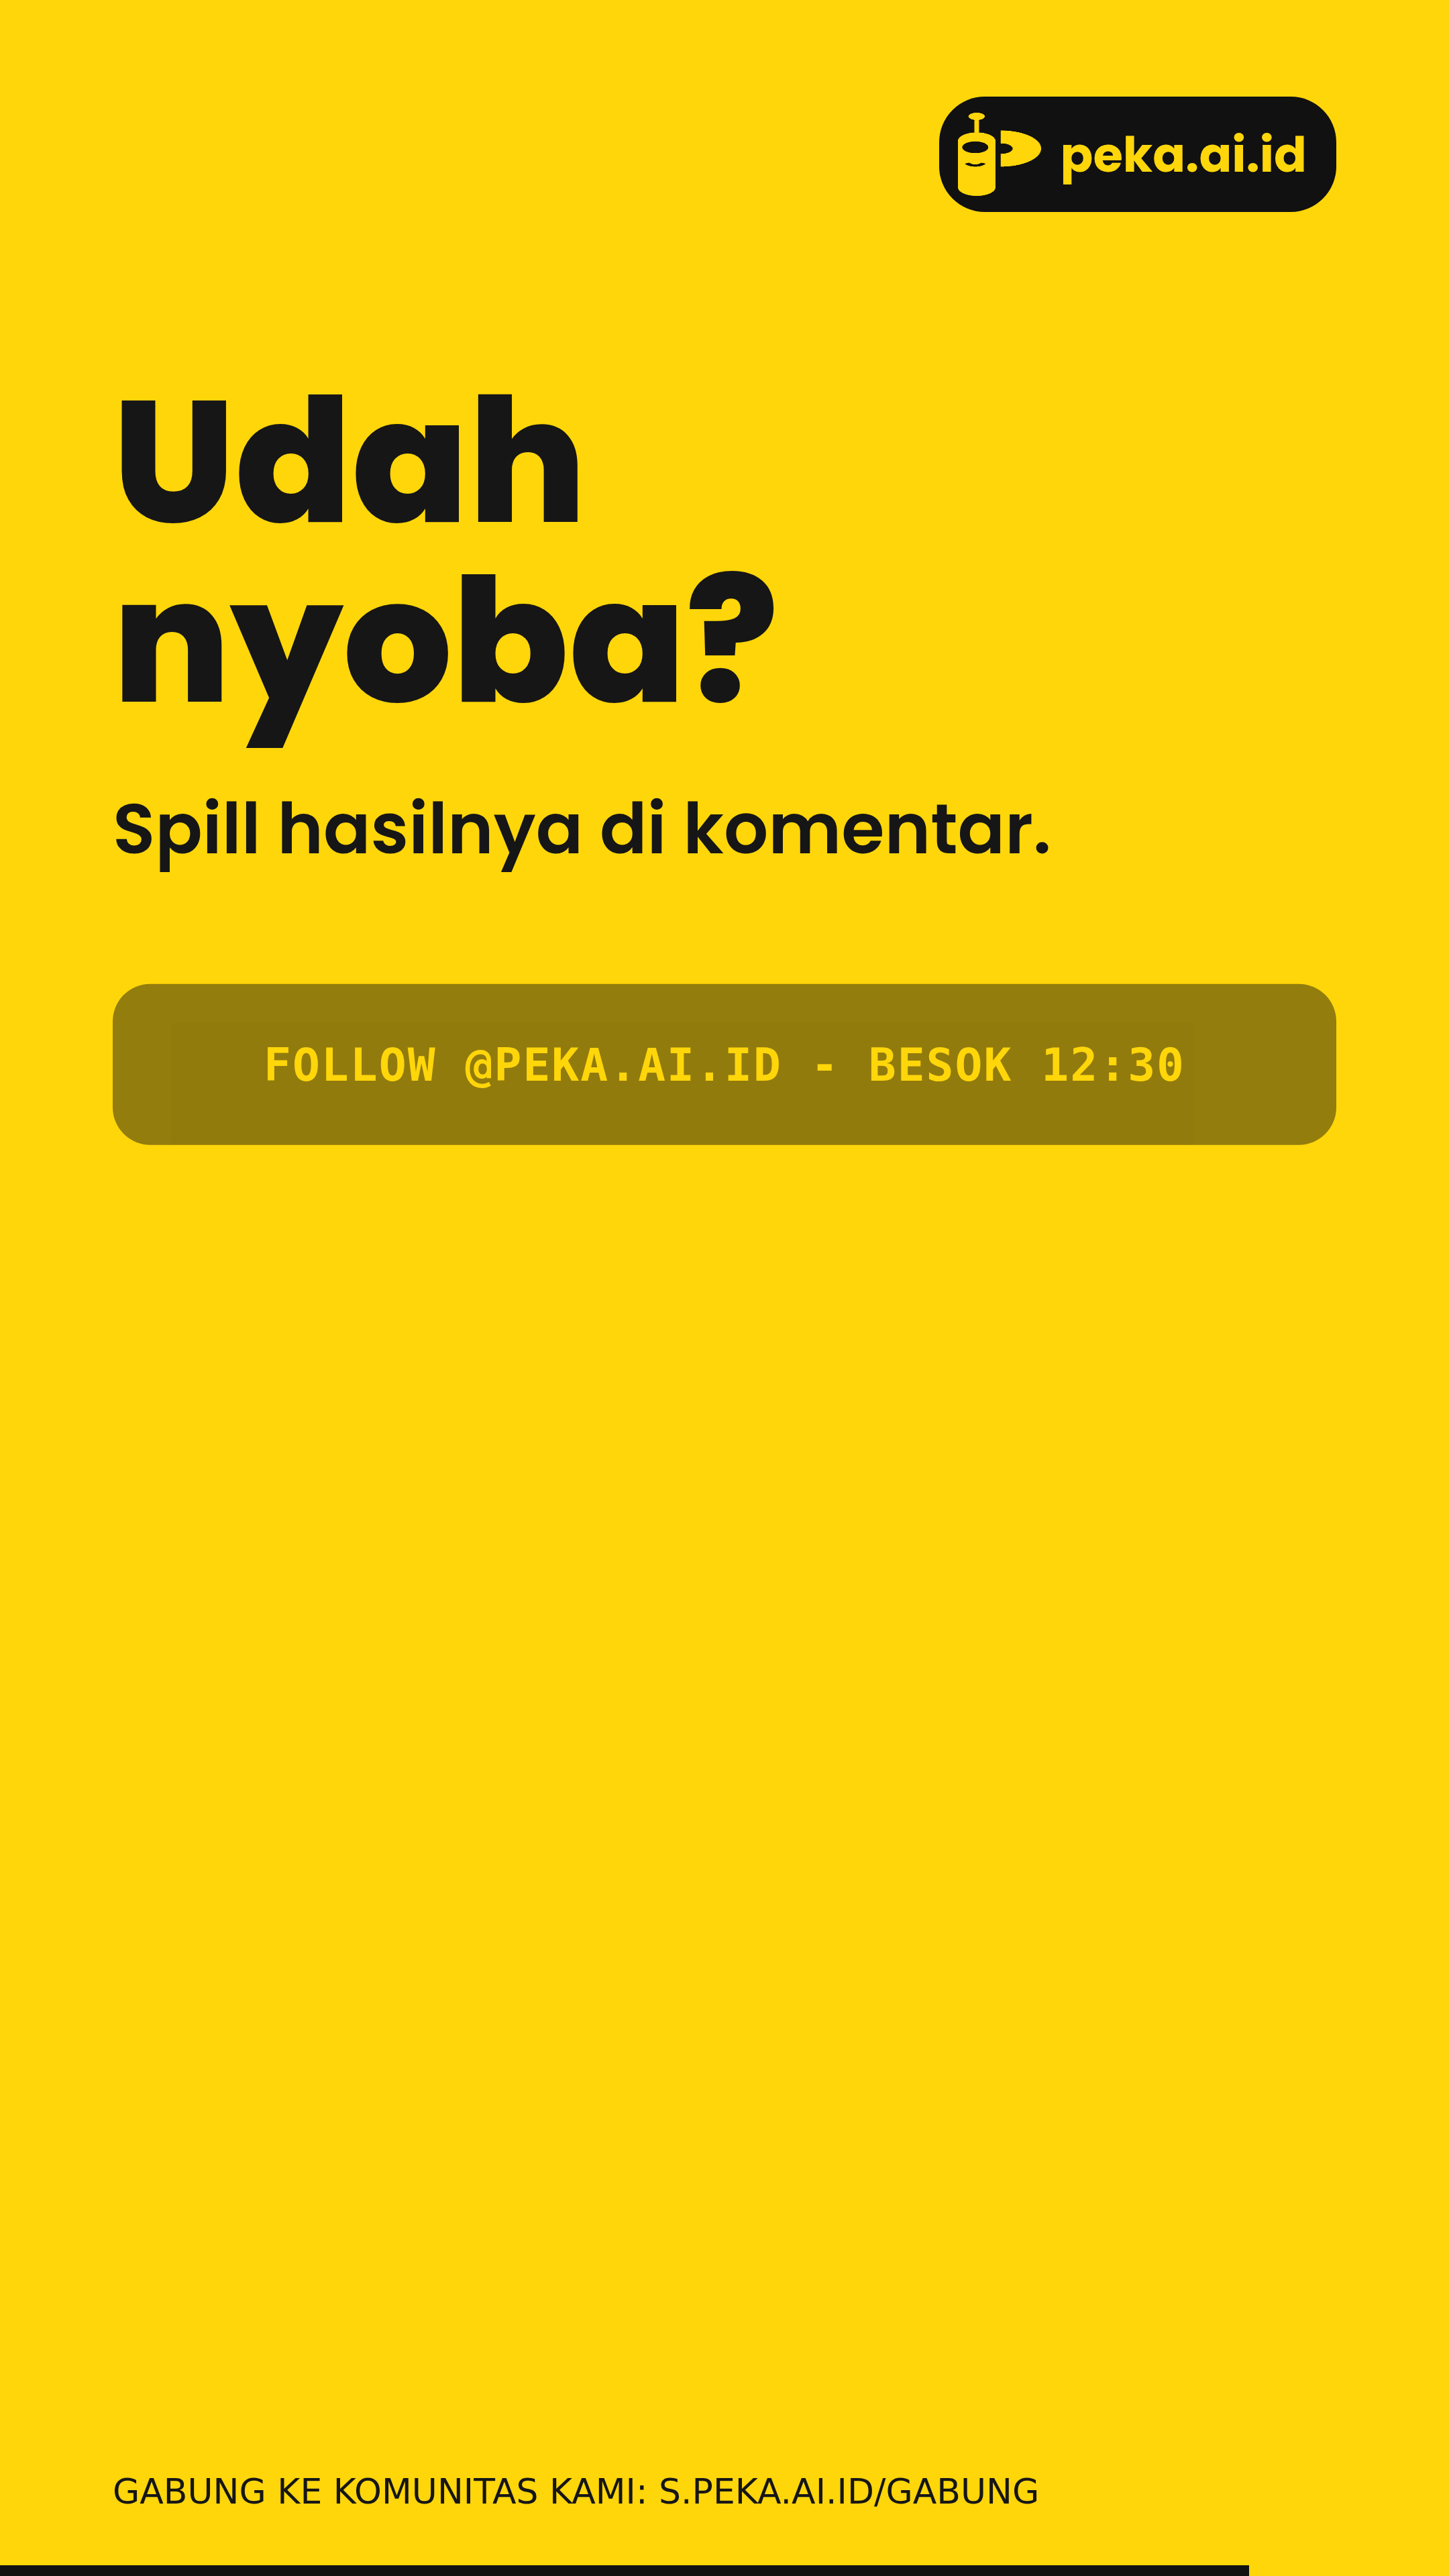 peka.ai.id
Udah
nyoba?
Spill hasilnya di komentar.
FOLLOW @PEKA.AI.ID - BESOK 12:30
GABUNG KE KOMUNITAS KAMI: S.PEKA.AI.ID/GABUNG